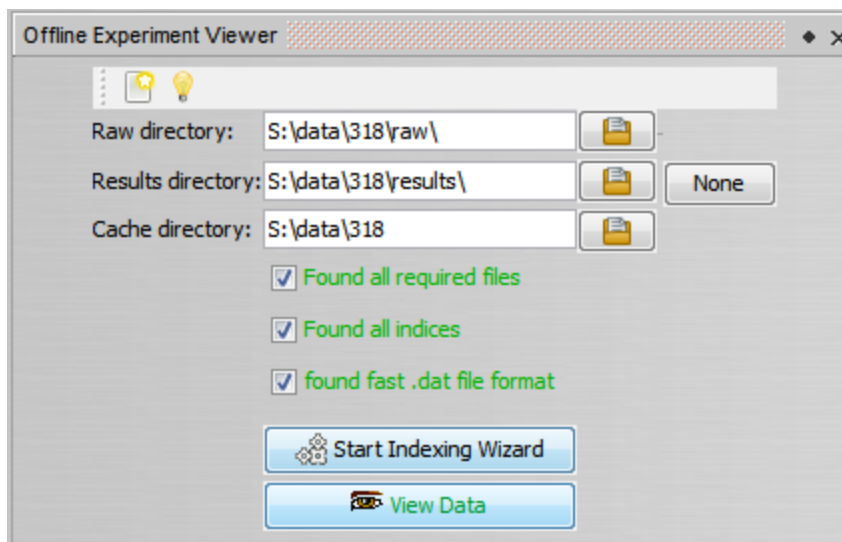 Offline Experiment Viewer
Raw directory: S:\data\318\raw\ -
Results directory: S:\data\318\results\ None
Cache directory: S:\data\318
Found all required files
Found all indices
found fast .dat file format
Start Indexing Wizard
View Data